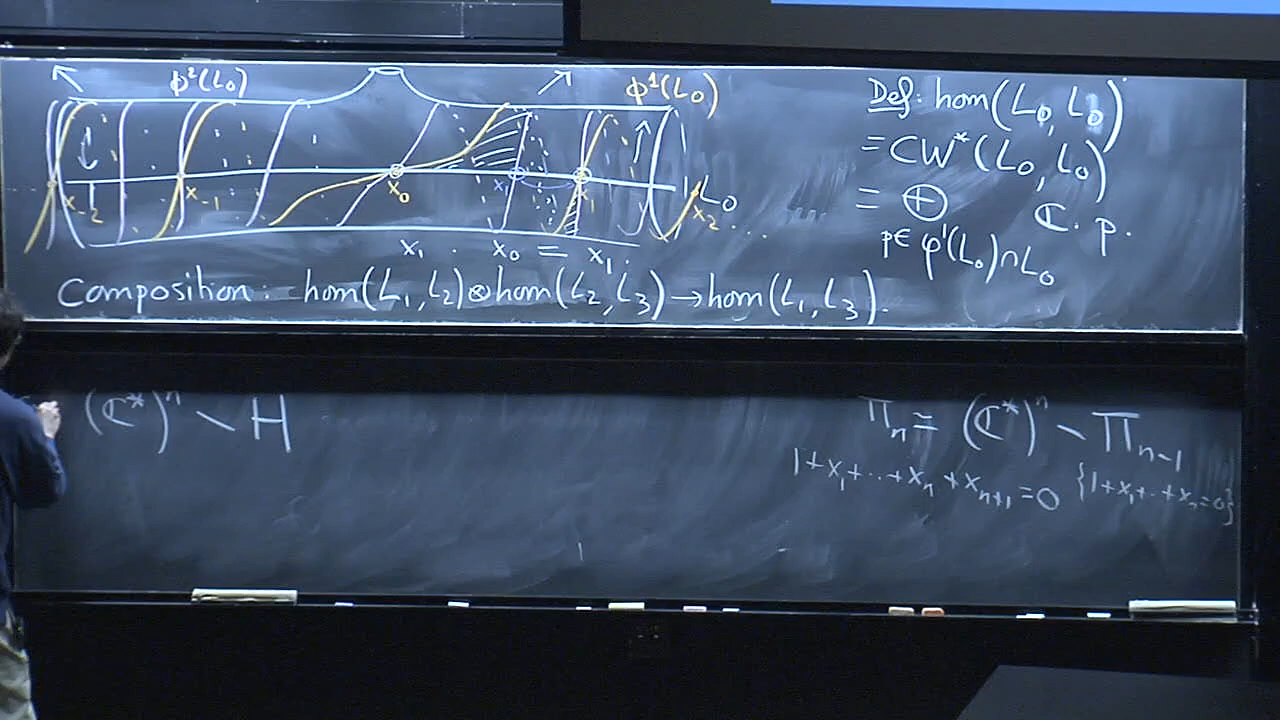 ϕ²(L₀)
ϕ¹(L₀)
x₋₂
x₋₁
x₀
x₁
x₁
L₀
x₂ ...
x₁ · x₀ = x₁.
Composition: hom(L₁, L₂)⊗hom(L₂, L₃)→hom(L₁, L₃).
Def: hom(L₀, L₀)
= CW*(L₀, L₀)
= ⊕ ℂ. p.
p∈ φ¹(L₀)∩L₀
(ℂ*)ⁿ \ H
Πₙ ≅ (ℂ*)ⁿ \ Πₙ₋₁
1+x₁+...+xₙ+xₙ₊₁=0 {1+x₁+..+xₙ=0}